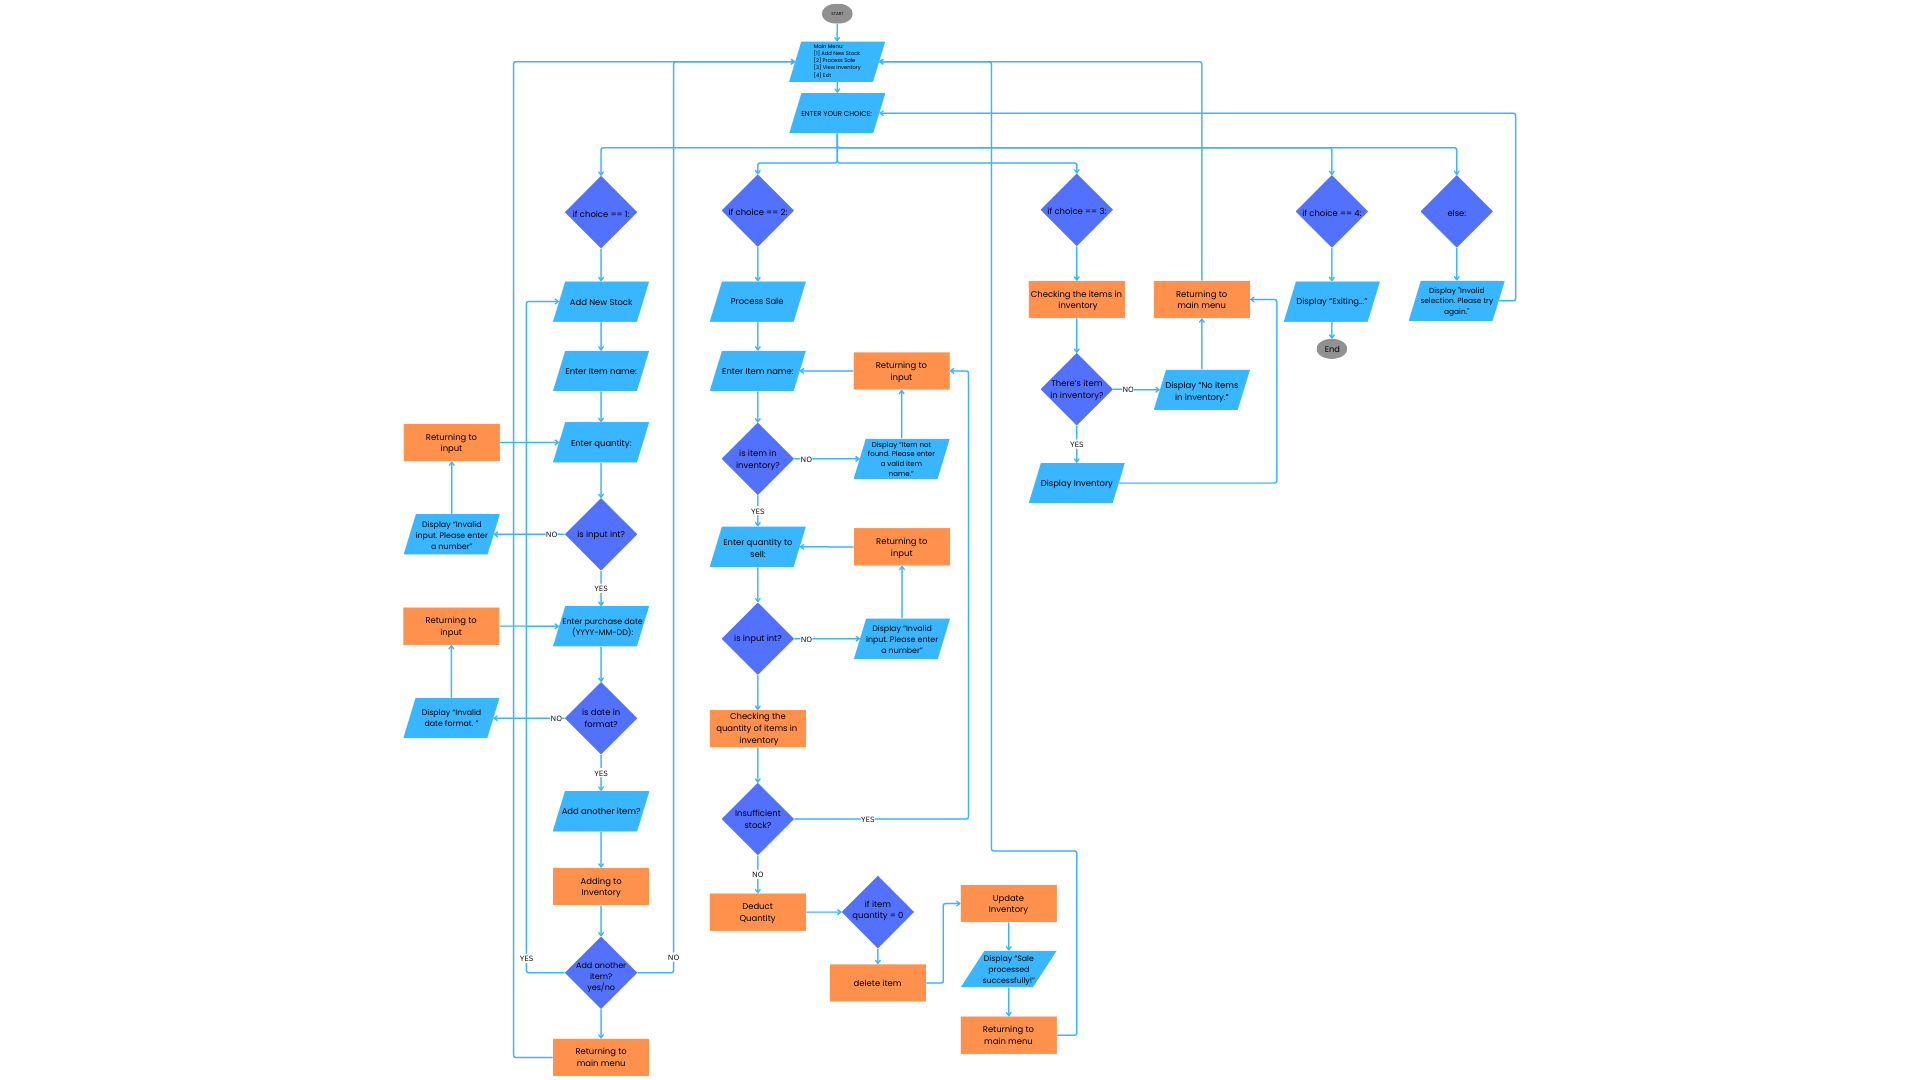 START
Main Menu:
[1] Add New Stock
[2] Process Sale
[3] View Inventory
[4] Exit
ENTER YOUR CHOICE:
if choice == 1:
if choice == 2:
if choice == 3:
if choice == 4:
else:
Add New Stock
Process Sale
Checking the items in
inventory
Returning to
main menu
Display “Exiting...”
Display "Invalid
selection. Please try
again."
End
Enter Item name:
Enter Item name:
Returning to
input
There's item
in inventory?
NO
Display “No items
in inventory.”
YES
Display Inventory
Returning to
input
Enter quantity:
is item in
inventory?
NO
Display “Item not
found. Please enter
a valid item
name.”
YES
Display “Invalid
input. Please enter
a number”
NO
is input int?
YES
Enter quantity to
sell:
Returning to
input
Returning to
input
Enter purchase date
(YYYY-MM-DD):
is input int?
NO
Display “Invalid
input. Please enter
a number”
Display “Invalid
date format. “
NO
is date in
format?
YES
Checking the
quantity of items in
inventory
Add another item?
Insufficient
stock?
YES
NO
Adding to
Inventory
Deduct
Quantity
if item
quantity = 0
Update
Inventory
YES
Add another
item?
yes/no
NO
delete item
Display “Sale
processed
successfully!”
Returning to
main menu
Returning to
main menu